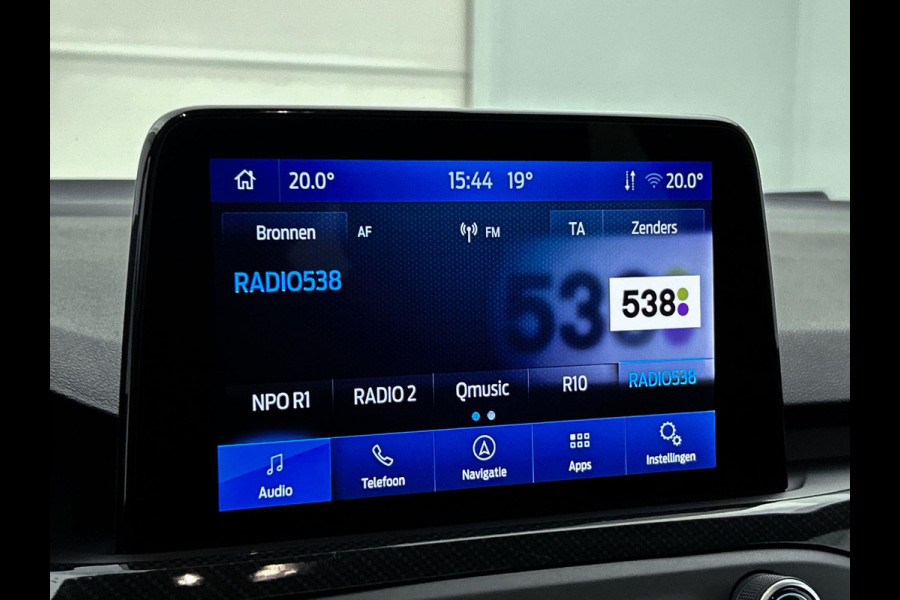 20.0° 15:44 19° 20.0°
Bronnen AF FM TA Zenders
RADIO538
538
538
NPO R1 RADIO 2 Qmusic R10 RADIO538
Audio Telefoon Navigatie Apps Instellingen